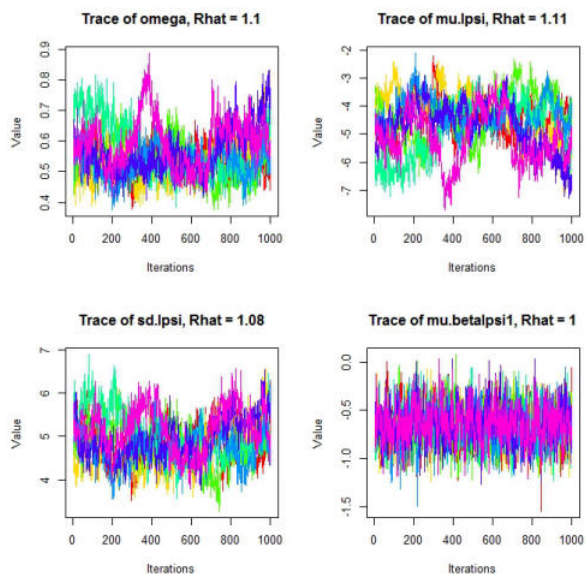 Trace of omega, Rhat = 1.1
Value
0.9
0.8
0.7
0.6
0.5
0.4
0 200 400 600 800 1000
Iterations
Trace of mu.lpsi, Rhat = 1.11
Value
-2
-3
-4
-5
-6
-7
0 200 400 600 800 1000
Iterations
Trace of sd.lpsi, Rhat = 1.08
Value
7
6
5
4
0 200 400 600 800 1000
Iterations
Trace of mu.betalpsi1, Rhat = 1
Value
0.0
-0.5
-1.0
-1.5
0 200 400 600 800 1000
Iterations